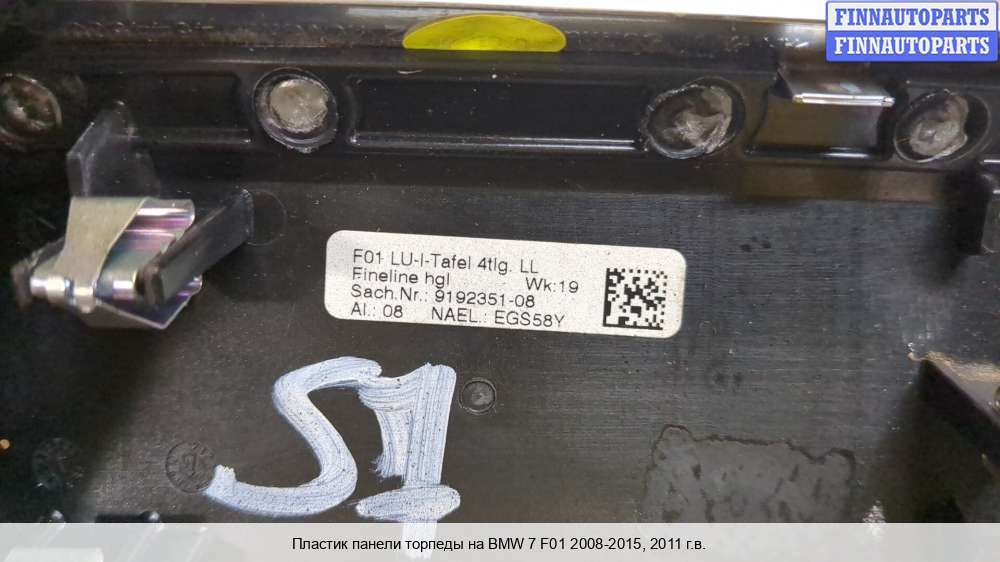 FINNAUTOPARTS
FINNAUTOPARTS
F01 LU-I-Tafel 4tlg. LL
Fineline hgl Wk:19
Sach.Nr.: 9192351-08
AI.: 08 NAEL.: EGS58Y
S1
Пластик панели торпеды на BMW 7 F01 2008-2015, 2011 г.в.